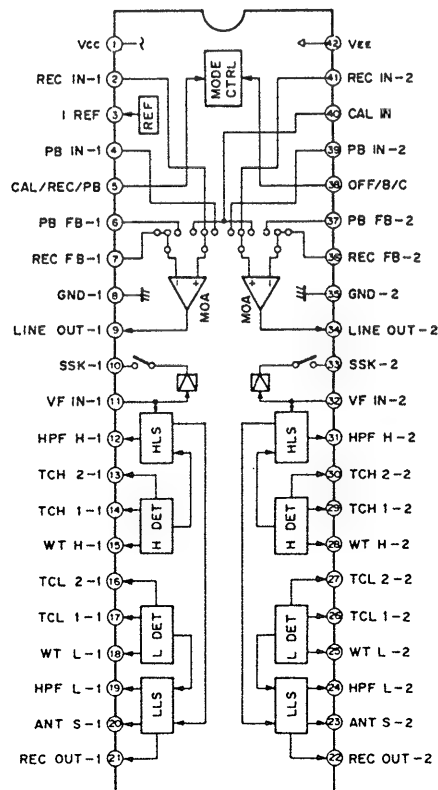 Vcc 1 42 VEE
REC IN-1 2 MODE CTRL 41 REC IN-2
I REF 3 REF 40 CAL IN
PB IN-1 4 39 PB IN-2
CAL/REC/PB 5 38 OFF/B/C
PB FB-1 6 37 PB FB-2
REC FB-1 7 36 REC FB-2
- + + -
GND-1 8 MOA MOA 35 GND-2
LINE OUT-1 9 34 LINE OUT-2
SSK-1 10 33 SSK-2
VF IN-1 11 32 VF IN-2
HPF H-1 12 HLS HLS 31 HPF H-2
TCH 2-1 13 30 TCH 2-2
TCH 1-1 14 H DET H DET 29 TCH 1-2
WT H-1 15 28 WT H-2
TCL 2-1 16 27 TCL 2-2
TCL 1-1 17 L DET L DET 26 TCL 1-2
WT L-1 18 25 WT L-2
HPF L-1 19 LLS LLS 24 HPF L-2
ANT S-1 20 23 ANT S-2
REC OUT-1 21 22 REC OUT-2